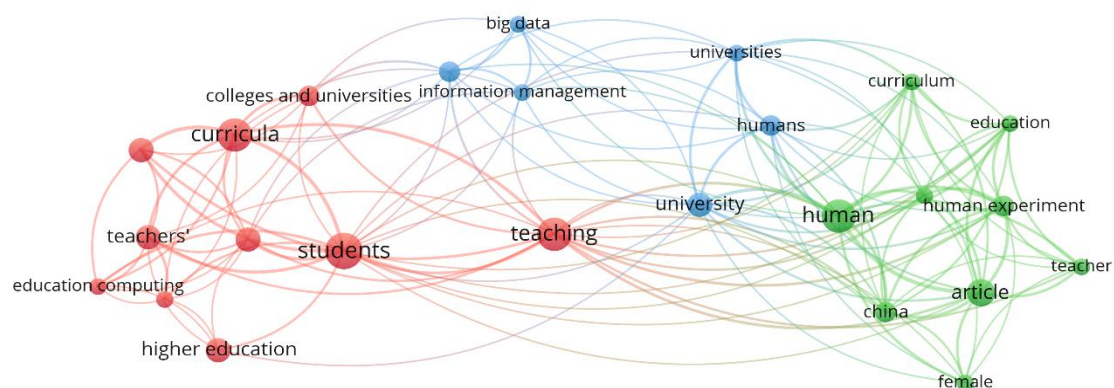 big data
universities
curriculum
information management
colleges and universities
education
curricula
humans
university
human experiment
human
teachers'
teaching
students
teacher
education computing
article
china
higher education
female